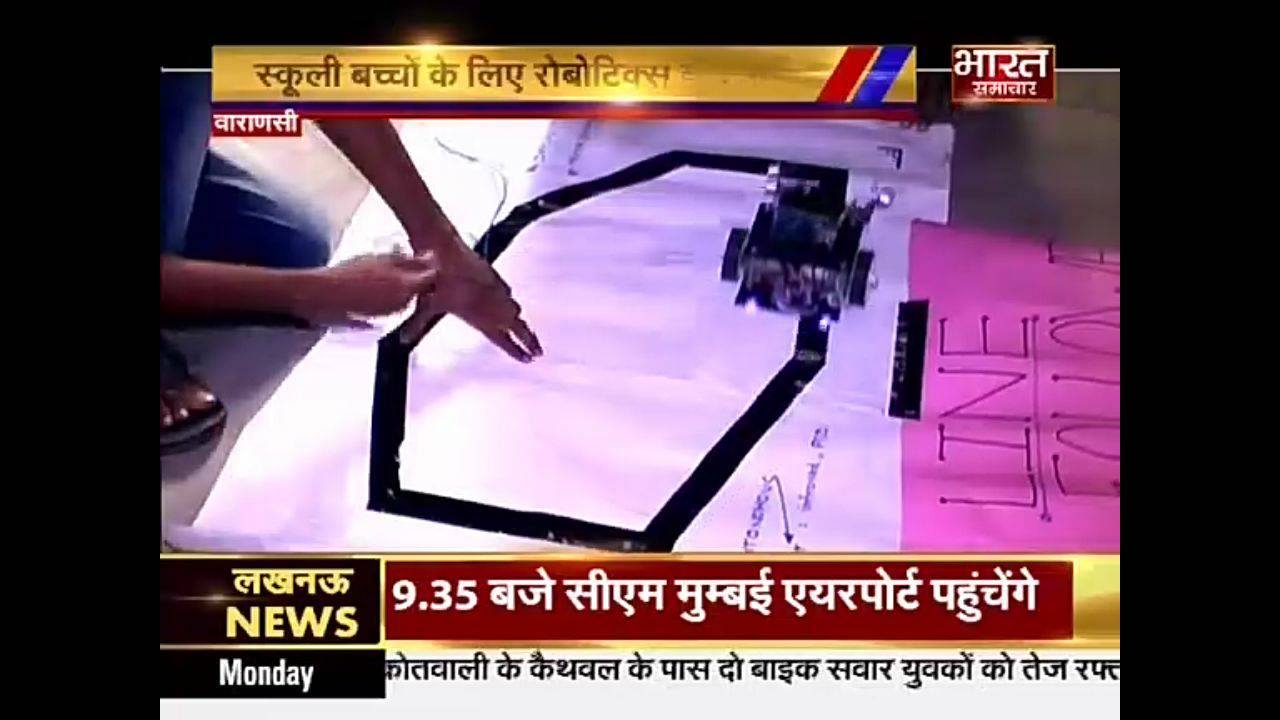 स्कूली बच्चों के लिए रोबोटिक्स
भारत
समाचार
वाराणसी
LINE
लखनऊ
NEWS
9.35 बजे सीएम मुम्बई एयरपोर्ट पहुंचेंगे
Monday
कोतवाली के कैथवल के पास दो बाइक सवार युवकों को तेज रफ्त